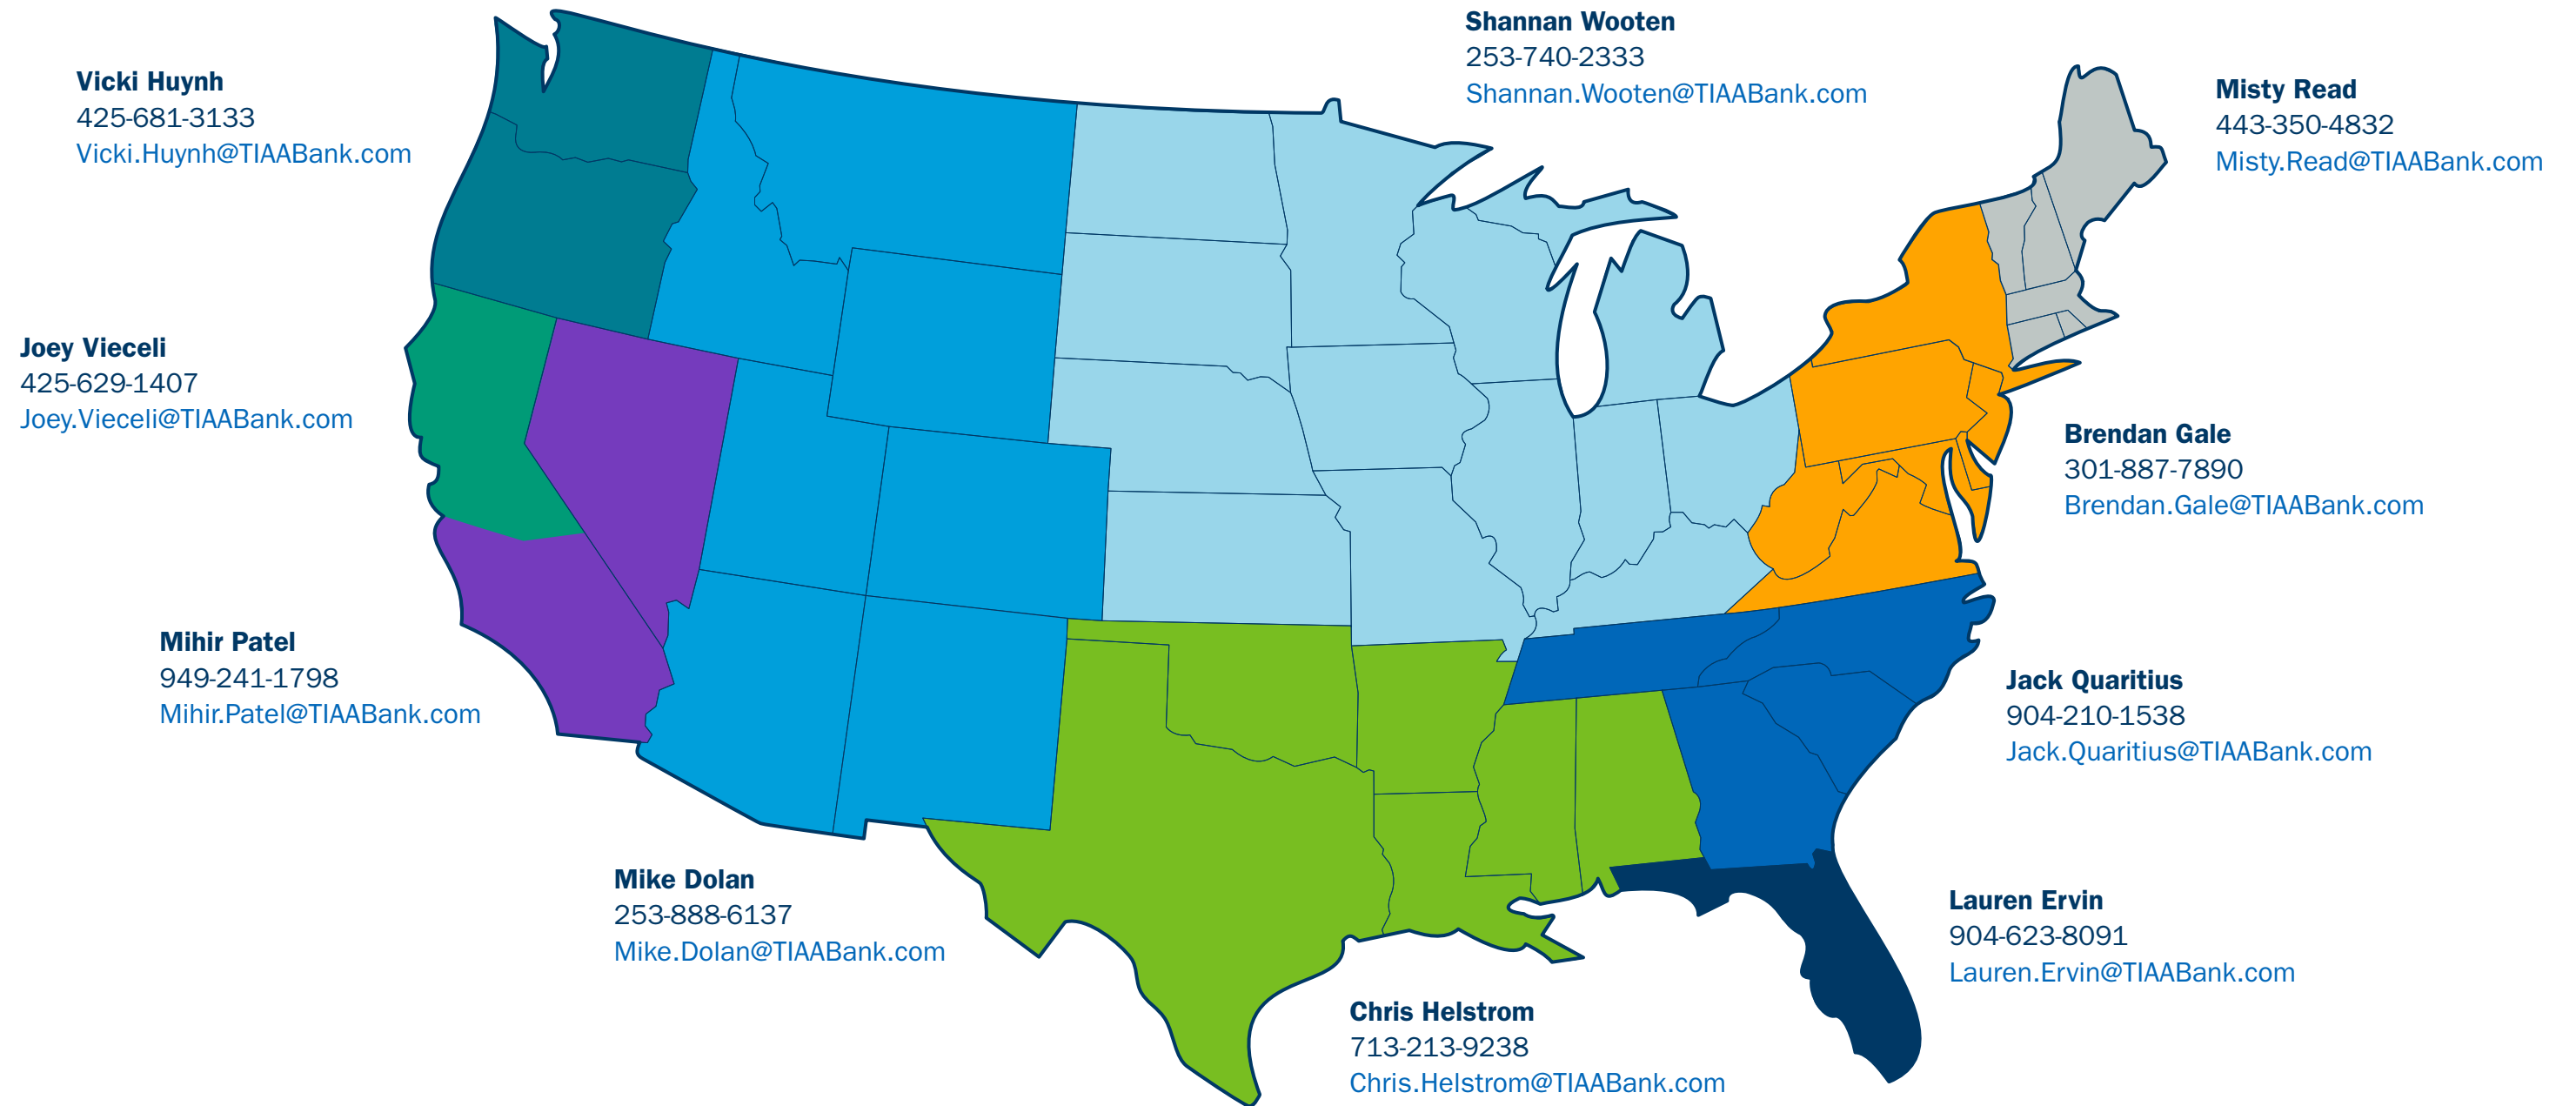 Shannan Wooten
253-740-2333
Shannan.Wooten@TIAABank.com
Vicki Huynh
425-681-3133
Vicki.Huynh@TIAABank.com
Misty Read
443-350-4832
Misty.Read@TIAABank.com
Joey Vieceli
425-629-1407
Joey.Vieceli@TIAABank.com
Brendan Gale
301-887-7890
Brendan.Gale@TIAABank.com
Mihir Patel
949-241-1798
Mihir.Patel@TIAABank.com
Jack Quaritius
904-210-1538
Jack.Quaritius@TIAABank.com
Mike Dolan
253-888-6137
Mike.Dolan@TIAABank.com
Lauren Ervin
904-623-8091
Lauren.Ervin@TIAABank.com
Chris Helstrom
713-213-9238
Chris.Helstrom@TIAABank.com